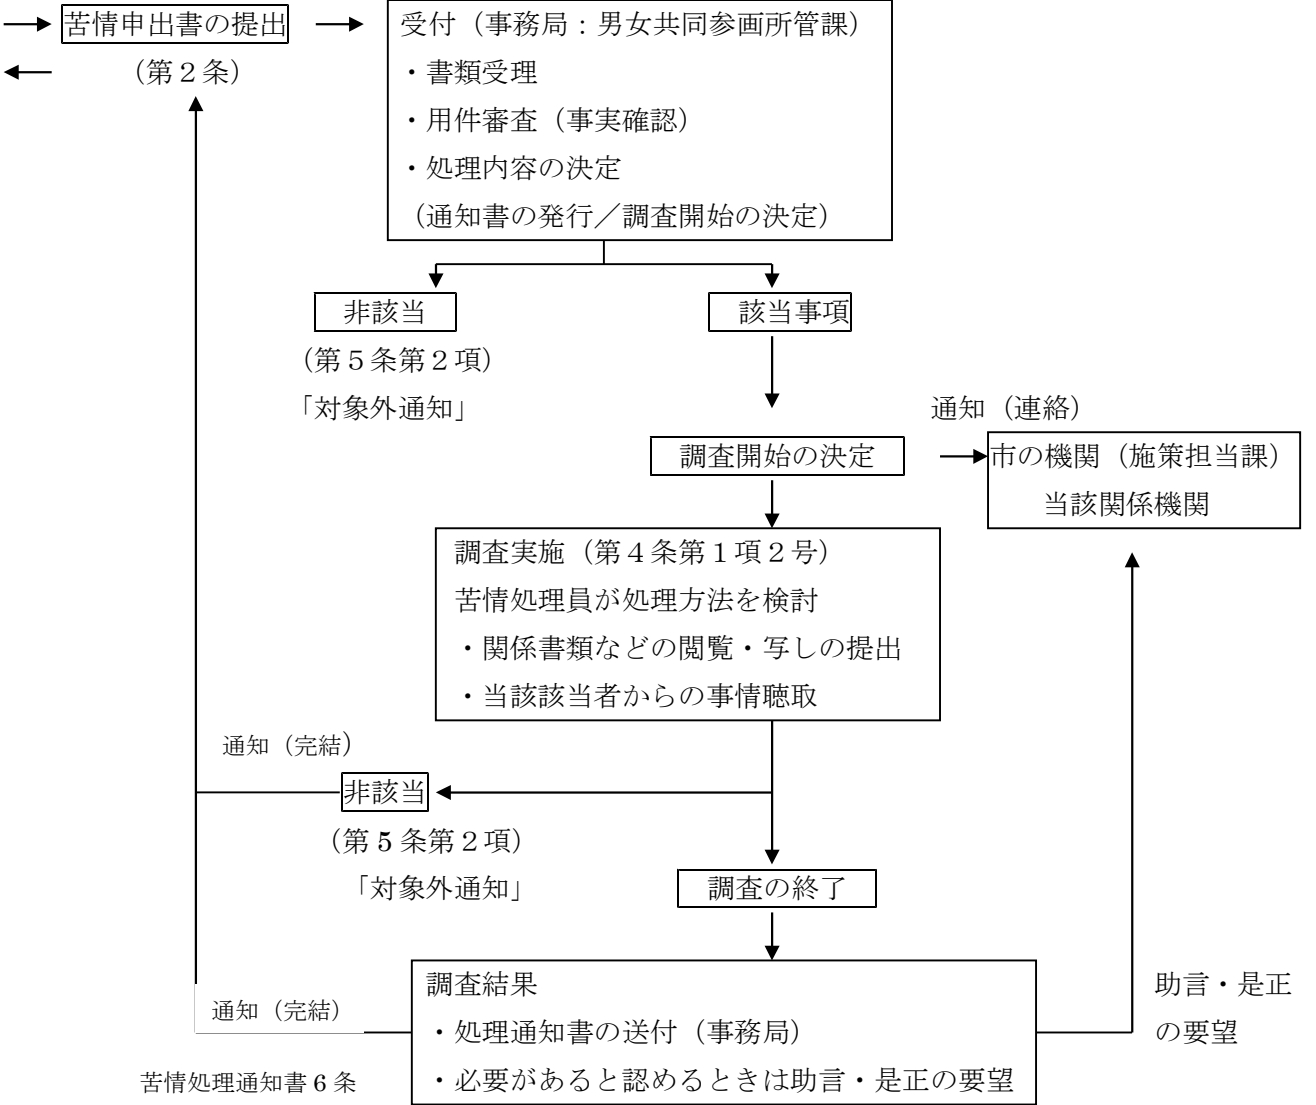 苦情申出書の提出
（第２条）
受付（事務局：男女共同参画所管課）
・書類受理
・用件審査（事実確認）
・処理内容の決定
（通知書の発行／調査開始の決定）
非該当
（第５条第２項）
「対象外通知」
該当事項
調査開始の決定
通知（連絡）
市の機関（施策担当課）
当該関係機関
調査実施（第４条第１項２号）
苦情処理員が処理方法を検討
・関係書類などの閲覧・写しの提出
・当該該当者からの事情聴取
通知（完結）
非該当
（第5条第２項）
「対象外通知」
調査の終了
調査結果
・処理通知書の送付（事務局）
・必要があると認めるときは助言・是正の要望
通知（完結）
苦情処理通知書6条
助言・是正
の要望